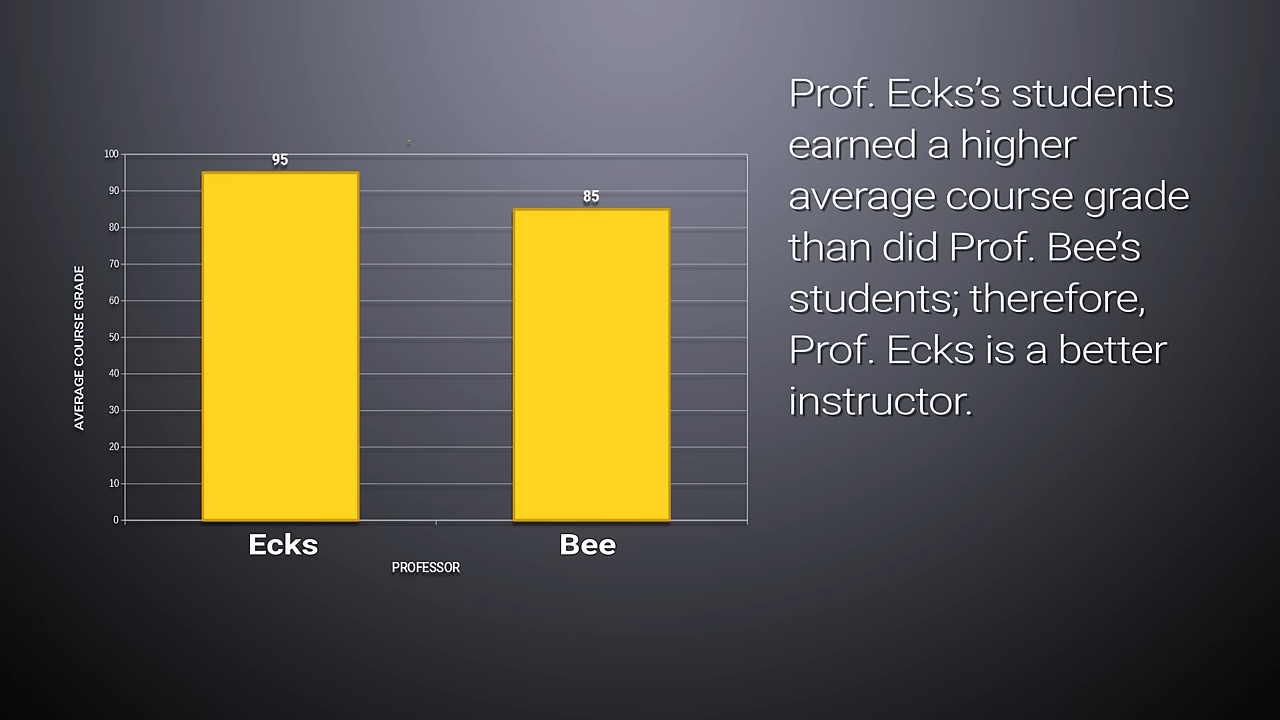 Prof. Ecks’s students
earned a higher
average course grade
than did Prof. Bee’s
students; therefore,
Prof. Ecks is a better
instructor.
AVERAGE COURSE GRADE
100
90
80
70
60
50
40
30
20
10
0
95
85
Ecks
Bee
PROFESSOR